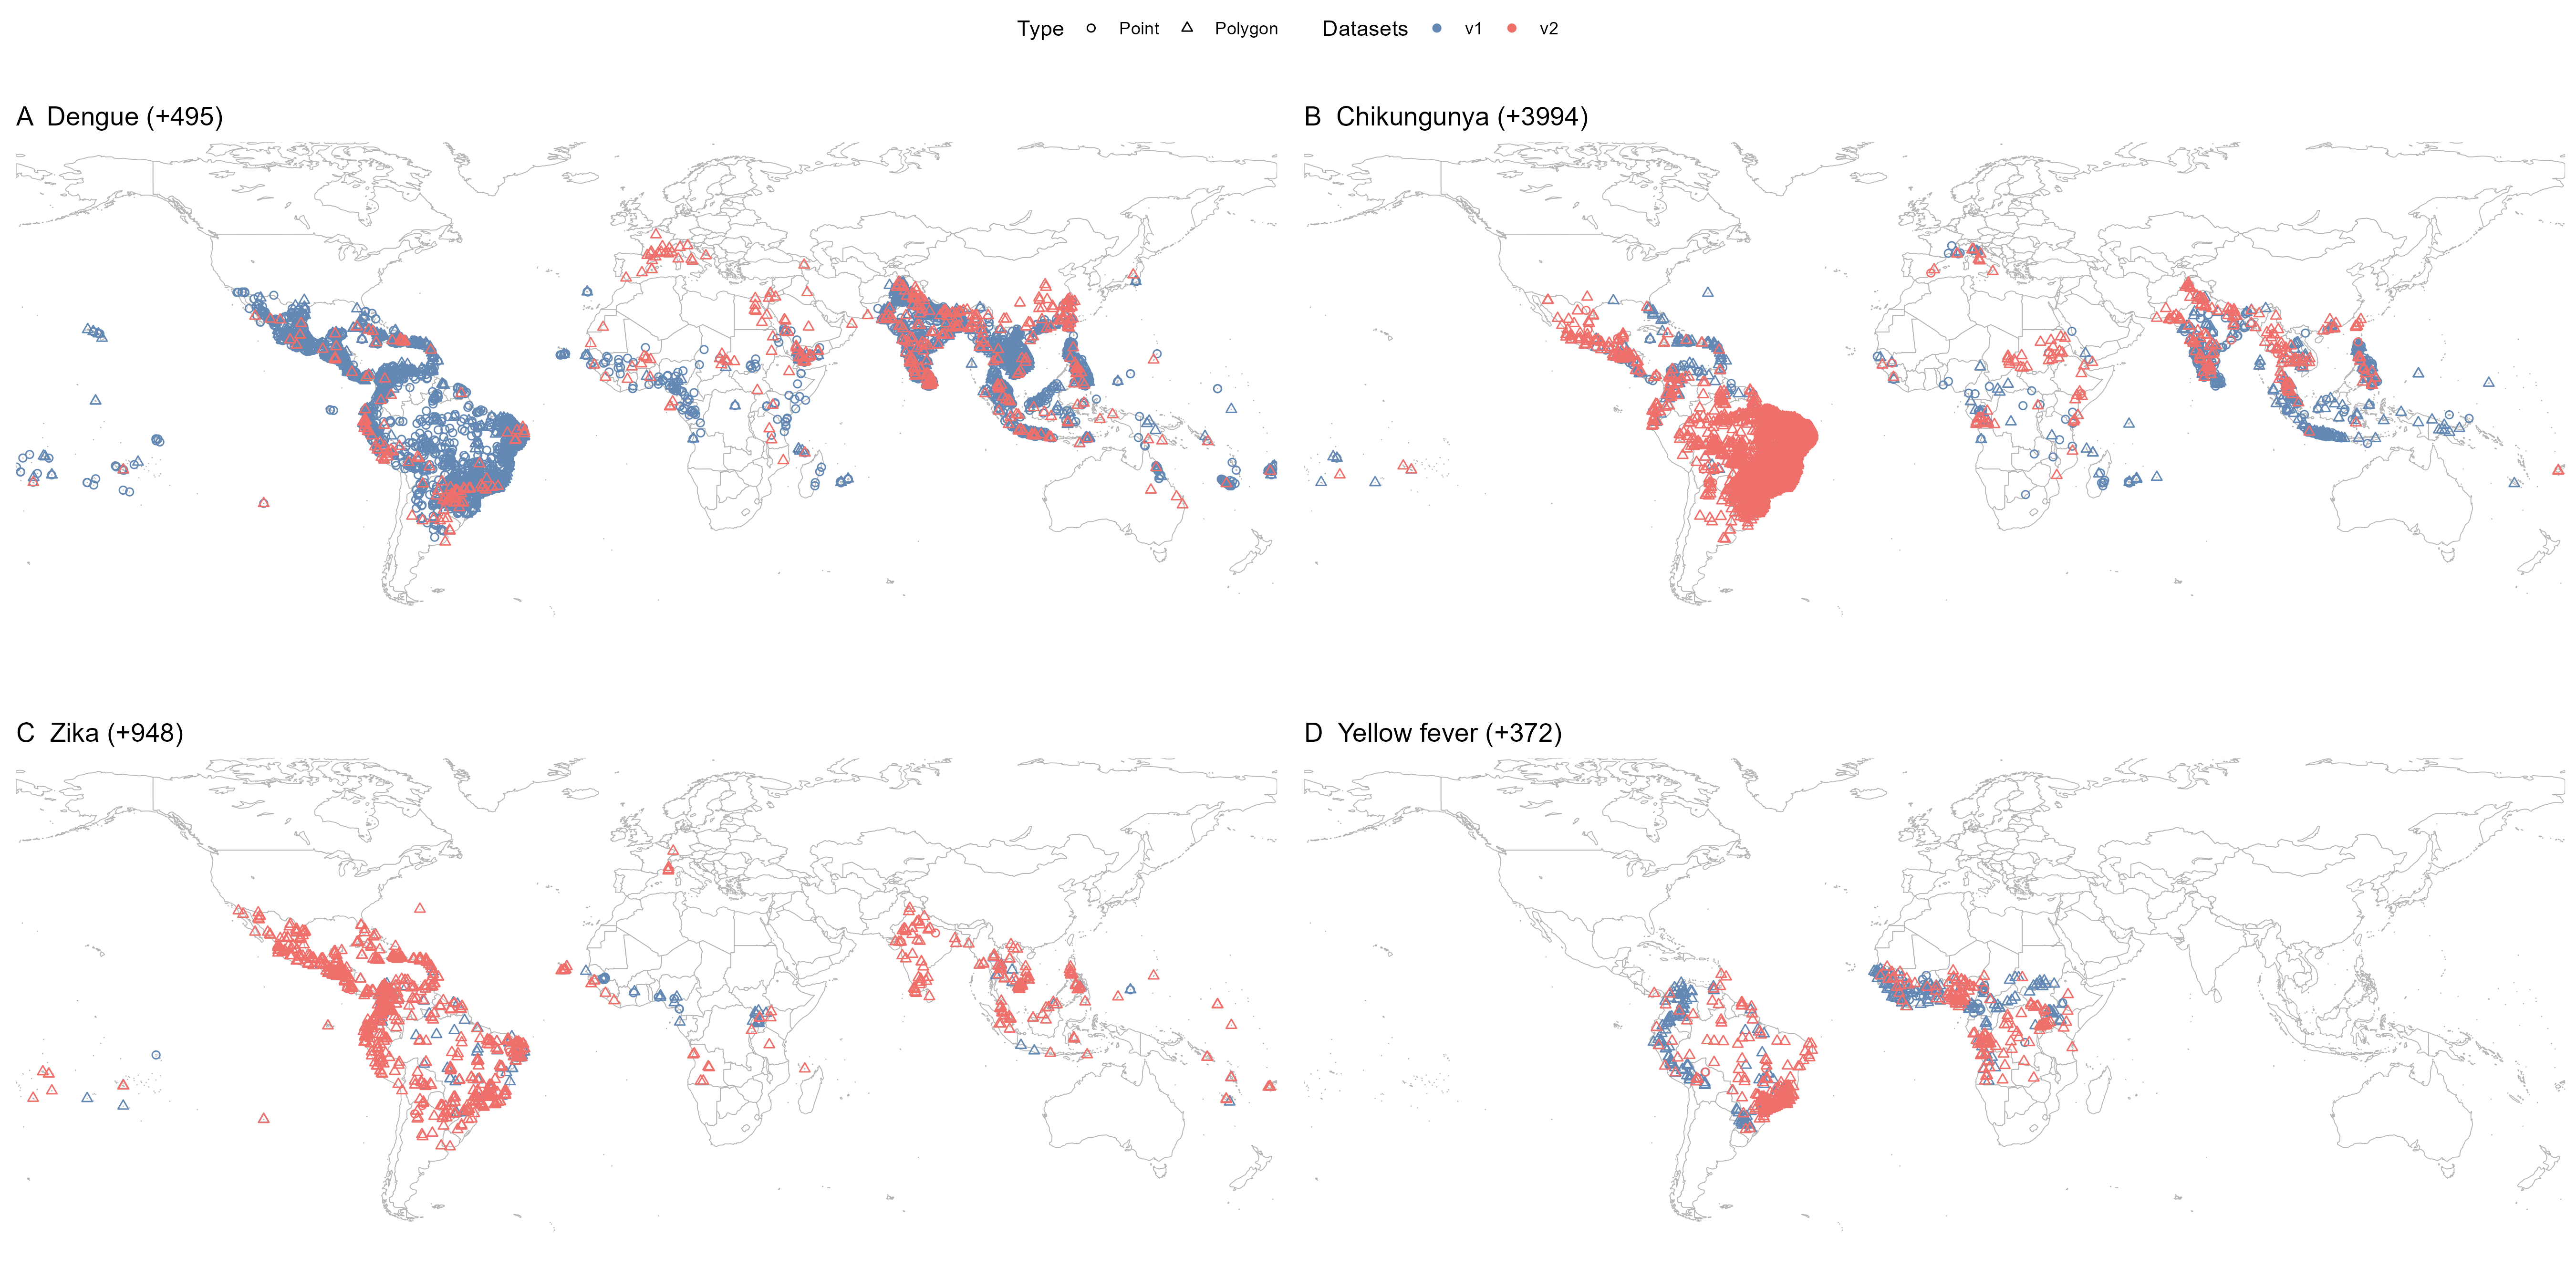 Type Point Polygon Datasets v1 v2
A Dengue (+495)
B Chikungunya (+3994)
C Zika (+948)
D Yellow fever (+372)